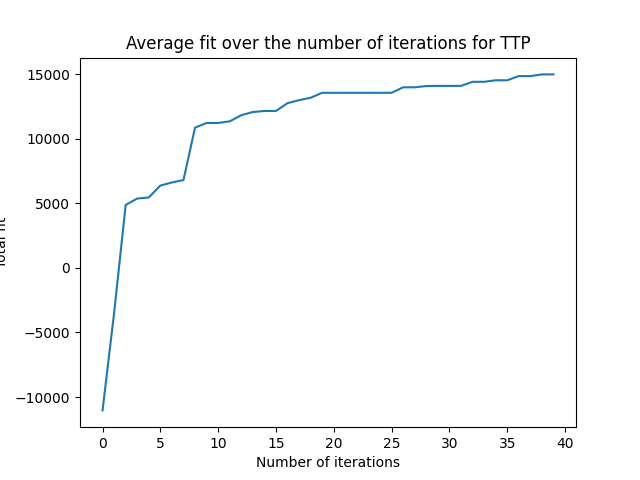 Average fit over the number of iterations for TTP
15000
10000
5000
0
−5000
−10000
fit
0 5 10 15 20 25 30 35 40
Number of iterations